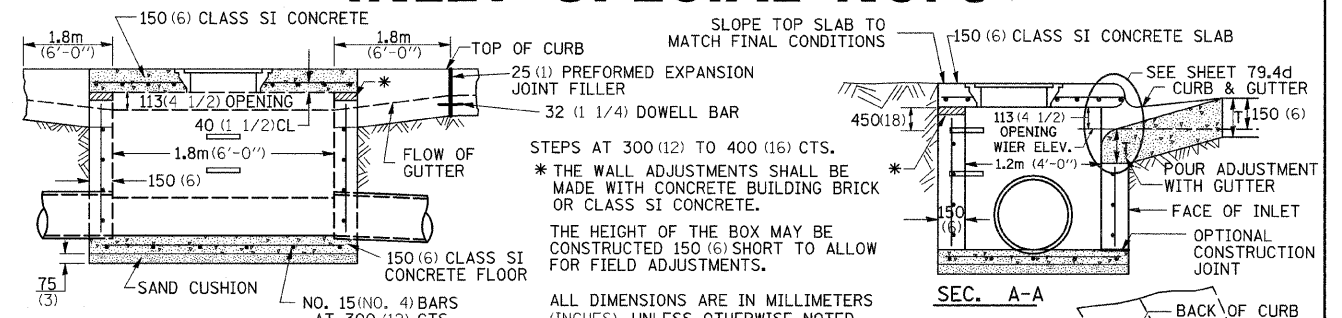 150 (6) CLASS SI CONCRETE
1.8m
(6'-0")
1.8m
(6'-0")
TOP OF CURB
25 (1) PREFORMED EXPANSION
JOINT FILLER
32 (1 1/4) DOWELL BAR
*
113(4 1/2) OPENING
40 (1 1/2)CL
1.8m(6'-0")
150 (6)
FLOW OF
GUTTER
150 (6) CLASS SI
CONCRETE FLOOR
75
(3)
SAND CUSHION
NO. 15(NO. 4) BARS
STEPS AT 300 (12) TO 400 (16) CTS.
* THE WALL ADJUSTMENTS SHALL BE
MADE WITH CONCRETE BUILDING BRICK
OR CLASS SI CONCRETE.
THE HEIGHT OF THE BOX MAY BE
CONSTRUCTED 150 (6) SHORT TO ALLOW
FOR FIELD ADJUSTMENTS.
ALL DIMENSIONS ARE IN MILLIMETERS
(INCHES) UNLESS OTHERWISE NOTED
SLOPE TOP SLAB TO
MATCH FINAL CONDITIONS
150 (6) CLASS SI CONCRETE SLAB
SEE SHEET 79.4d
CURB & GUTTER
450(18)
113(4 1/2)
OPENING
WIER ELEV.
1.2m (4'-0")
T
T
150 (6)
*
POUR ADJUSTMENT
WITH GUTTER
FACE OF INLET
150
(6)
OPTIONAL
CONSTRUCTION
JOINT
SEC. A-A
BACK OF CURB